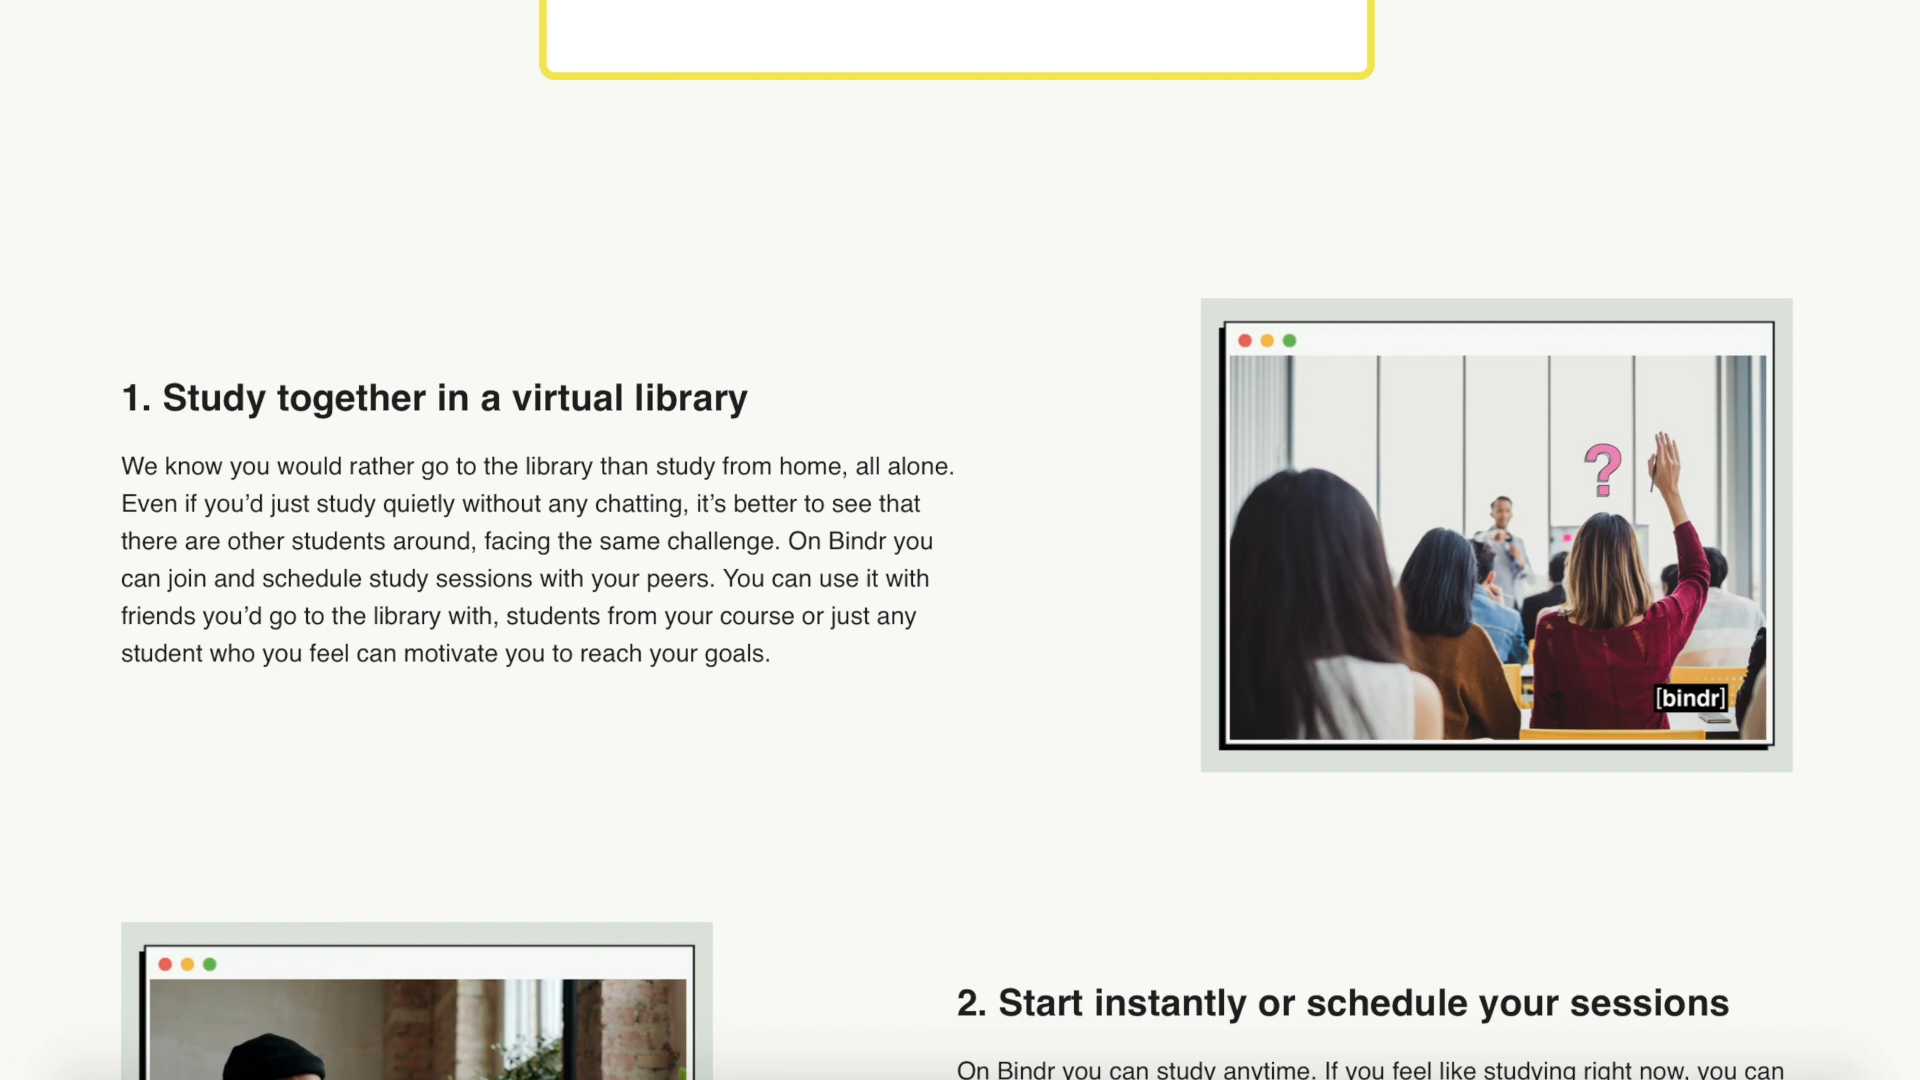 1. Study together in a virtual library
We know you would rather go to the library than study from home, all alone.
Even if you’d just study quietly without any chatting, it’s better to see that
there are other students around, facing the same challenge. On Bindr you
can join and schedule study sessions with your peers. You can use it with
friends you’d go to the library with, students from your course or just any
student who you feel can motivate you to reach your goals.
?
[bindr]
2. Start instantly or schedule your sessions
On Bindr you can study anytime. If you feel like studying right now, you can